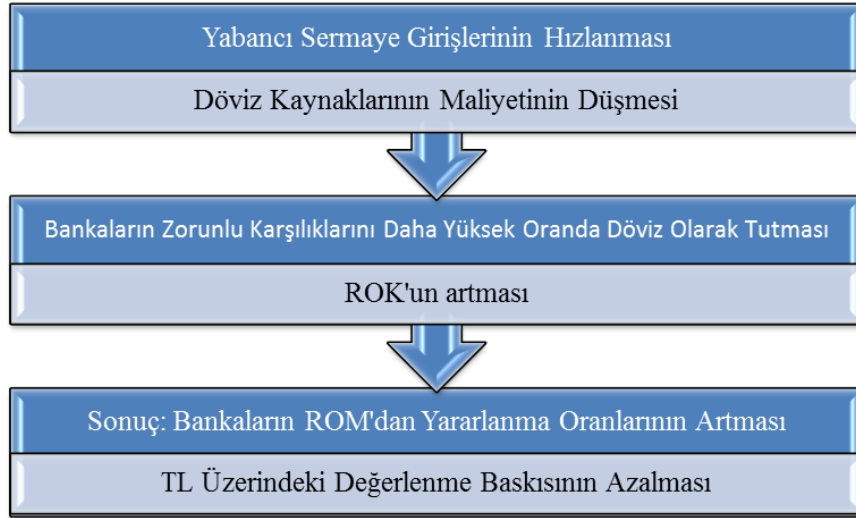 Yabancı Sermaye Girişlerinin Hızlanması
Döviz Kaynaklarının Maliyetinin Düşmesi
Bankaların Zorunlu Karşılıklarını Daha Yüksek Oranda Döviz Olarak Tutması
ROK'un artması
Sonuç: Bankaların ROM'dan Yararlanma Oranlarının Artması
TL Üzerindeki Değerlenme Baskısının Azalması